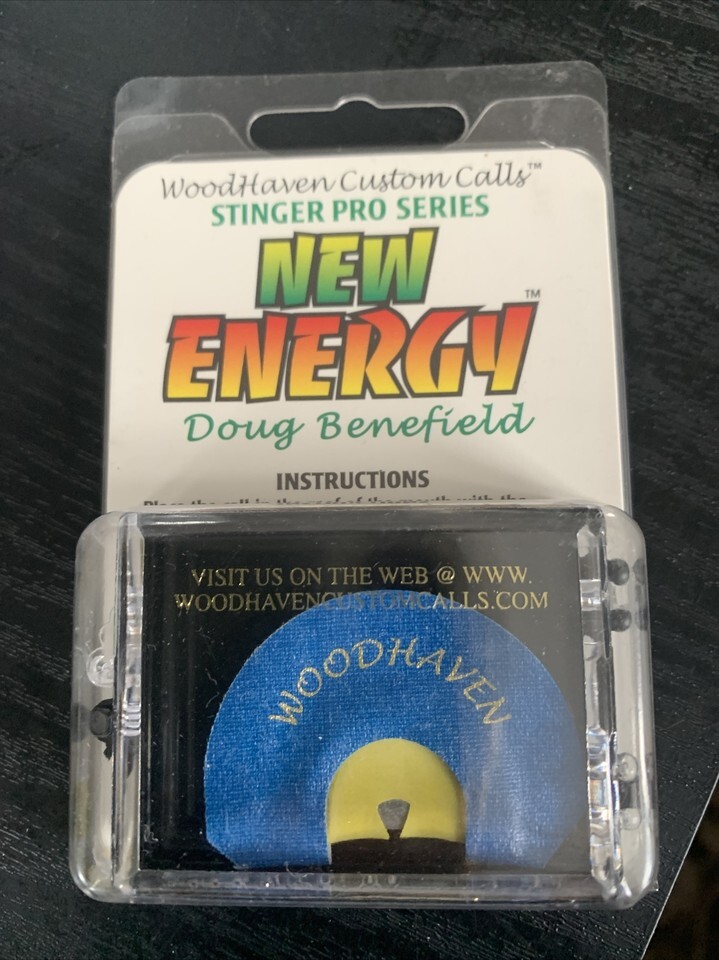 WoodHaven Custom Calls™
STINGER PRO SERIES
NEW
ENERGY™
Doug Benefield
INSTRUCTIONS
VISIT US ON THE WEB @ WWW.
WOODHAVENCUSTOMCALLS.COM
WOODHAVEN